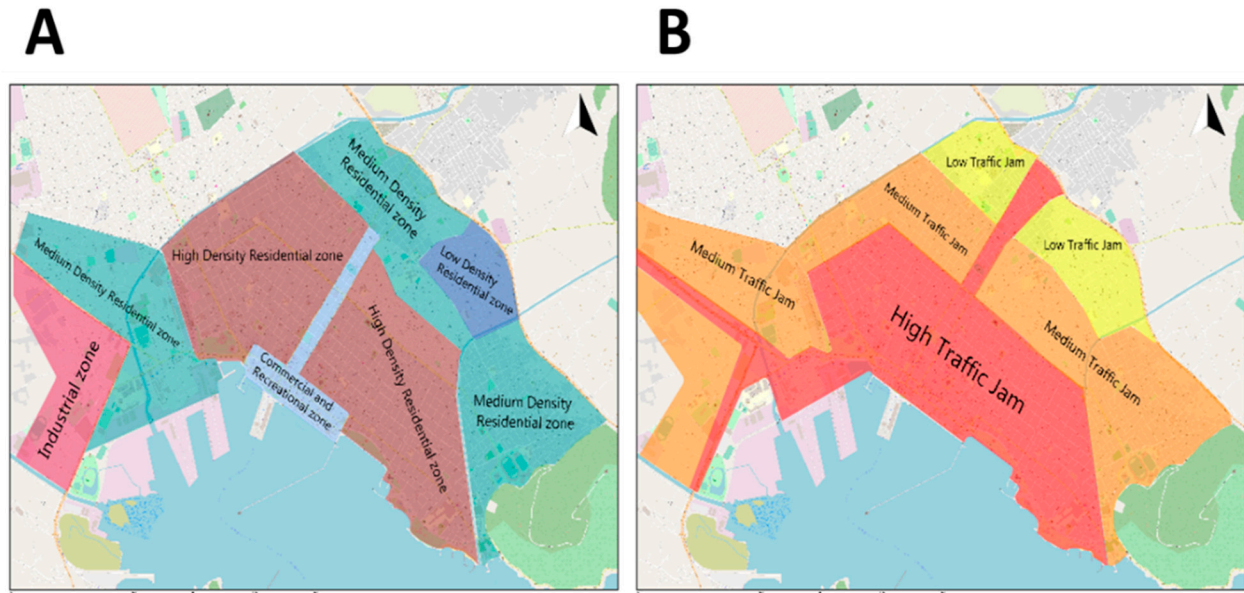 A
B
Medium Density
Residential zone
High Density Residential zone
Low Density
Residential zone
Medium Density Residential zone
High Density Residential zone
Industrial zone
Commercial and
Recreational zone
Medium Density
Residential zone
Low Traffic Jam
Medium Traffic Jam
Low Traffic Jam
Medium Traffic Jam
High Traffic Jam
Medium Traffic Jam